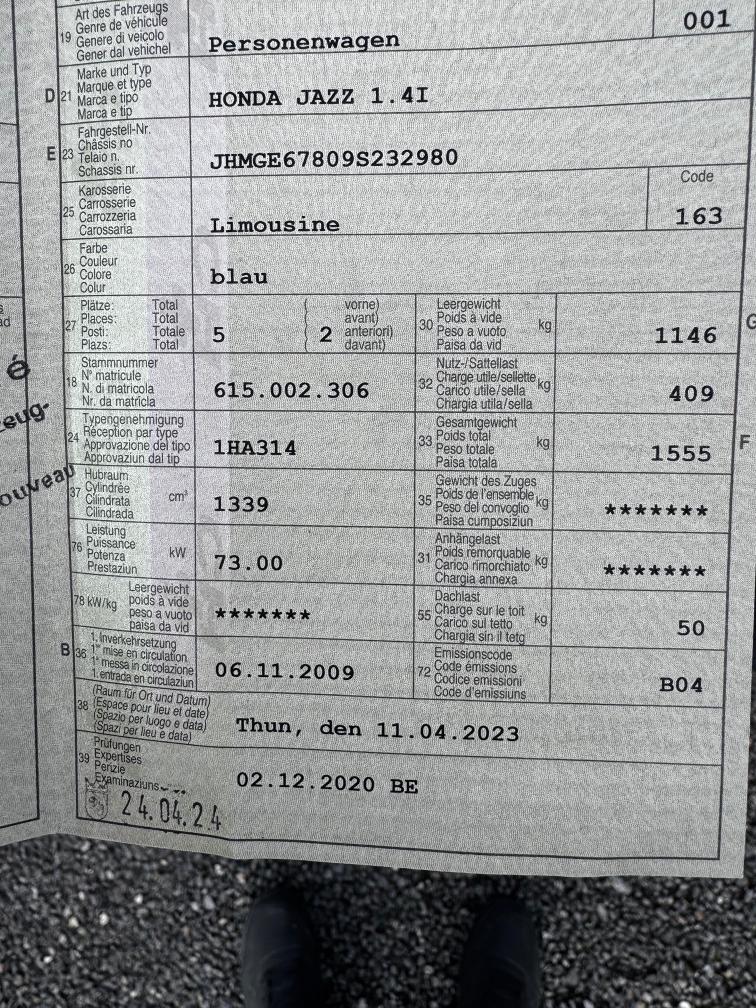 Art des Fahrzeugs
Genre de véhicule
19 Genere di veicolo
Gener dal vehichel
Personenwagen
001
Marke und Typ
D 21 Marque et type
Marca e tipo
Marca e tip
HONDA JAZZ 1.4I
Fahrgestell-Nr.
E 23 Châssis no
Telaio n.
Schassis nr.
JHMGE67809S232980
Karosserie
25 Carrosserie
Carrozzeria
Carossaria
Limousine
Code
163
Farbe
26 Couleur
Colore
Colur
blau
Plätze: Total
27 Places: Total
Posti: Totale
Plazs: Total
5
( vorne)
avant)
2 anteriori)
( davant)
Leergewicht
30 Poids à vide kg
Peso a vuoto
Paisa da vid
1146
G
Stammnummer
18 N° matricule
N. di matricola
Nr. da matricla
615.002.306
Nutz-/Sattellast
32 Charge utile/sellette kg
Carico utile/sella
Chargia utila/sella
409
Typengenehmigung
24 Réception par type
Approvazione del tipo
Approvaziun dal tip
1HA314
Gesamtgewicht
33 Poids total kg
Peso totale
Paisa totala
1555
F
Hubraum
37 Cylindrée cm³
Cilindrata
Cilindrada
1339
Gewicht des Zuges
35 Poids de l'ensemble kg
Peso del convoglio
Paisa cumposiziun
*******
Leistung
76 Puissance kW
Potenza
Prestaziun
73.00
Anhängelast
31 Poids remorquable kg
Carico rimorchiato
Chargia annexa
*******
Leergewicht
78 kW/kg poids à vide
peso a vuoto
paisa da vid
*******
Dachlast
55 Charge sur le toit kg
Carico sul tetto
Chargia sin il tetg
50
1. Inverkehrsetzung
B 36 1re mise en circulation
1a messa in circolazione
1. entrada en circulaziun
06.11.2009
Emissionscode
72 Code émissions
Codice emissioni
Code d'emissiuns
B04
(Raum für Ort und Datum)
38 (Espace pour lieu et date)
(Spazio per luogo e data)
(Spazi per lieu e data)
Thun, den 11.04.2023
Prüfungen
39 Expertises
Perizie
Examinaziuns
02.12.2020 BE
24.04.24
é
zeug-
ouveau